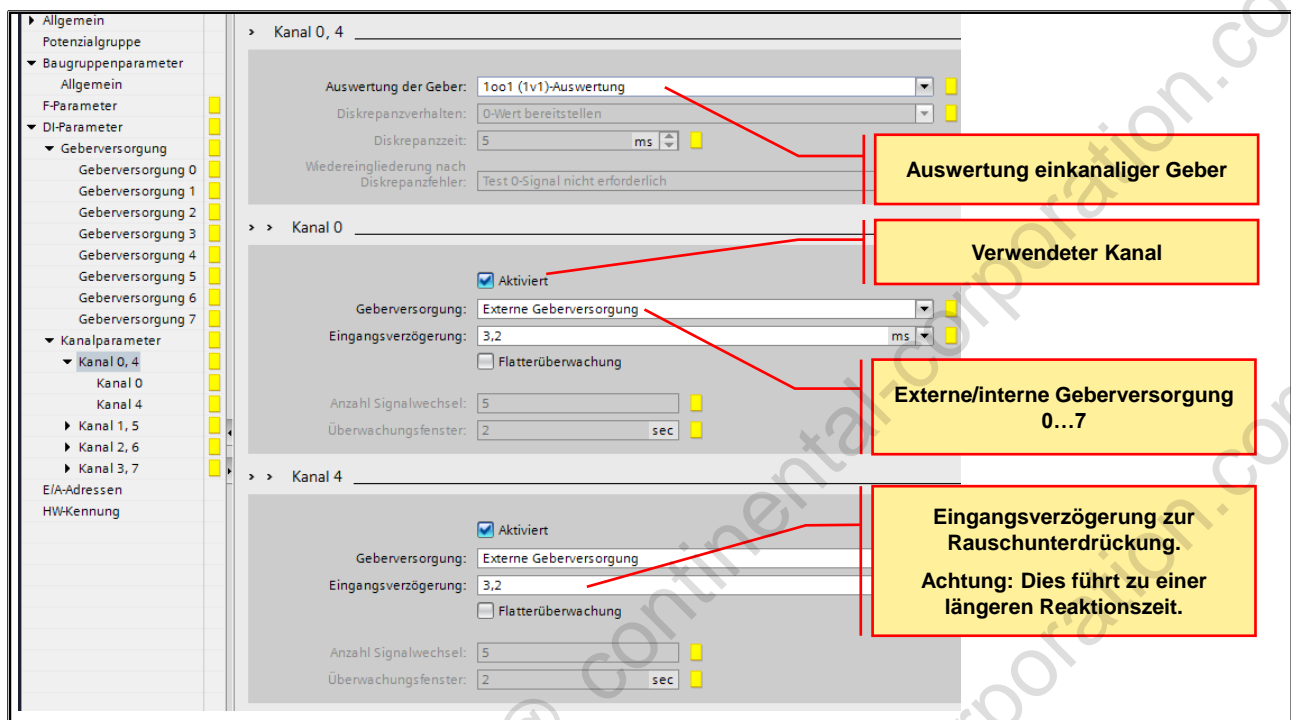 Allgemein
Potenzialgruppe
Baugruppenparameter
Allgemein
F-Parameter
DI-Parameter
Geberversorgung
Geberversorgung 0
Geberversorgung 1
Geberversorgung 2
Geberversorgung 3
Geberversorgung 4
Geberversorgung 5
Geberversorgung 6
Geberversorgung 7
Kanalparameter
Kanal 0, 4
Kanal 0
Kanal 4
Kanal 1, 5
Kanal 2, 6
Kanal 3, 7
E/A-Adressen
HW-Kennung
> Kanal 0, 4
Auswertung der Geber: 1oo1 (1v1)-Auswertung
Diskrepanzverhalten: 0-Wert bereitstellen
Diskrepanzzeit: 5 ms
Wiedereingliederung nach
Diskrepanzfehler: Test 0-Signal nicht erforderlich
> > Kanal 0
Aktiviert
Geberversorgung: Externe Geberversorgung
Eingangsverzögerung: 3,2 ms
Flatterüberwachung
Anzahl Signalwechsel: 5
Überwachungsfenster: 2 sec
> > Kanal 4
Aktiviert
Geberversorgung: Externe Geberversorgung
Eingangsverzögerung: 3,2
Flatterüberwachung
Anzahl Signalwechsel: 5
Überwachungsfenster: 2 sec
Auswertung einkanaliger Geber
Verwendeter Kanal
Externe/interne Geberversorgung
0…7
Eingangsverzögerung zur
Rauschunterdrückung.
Achtung: Dies führt zu einer
längeren Reaktionszeit.
@ continental-corporation.com
rporation.com